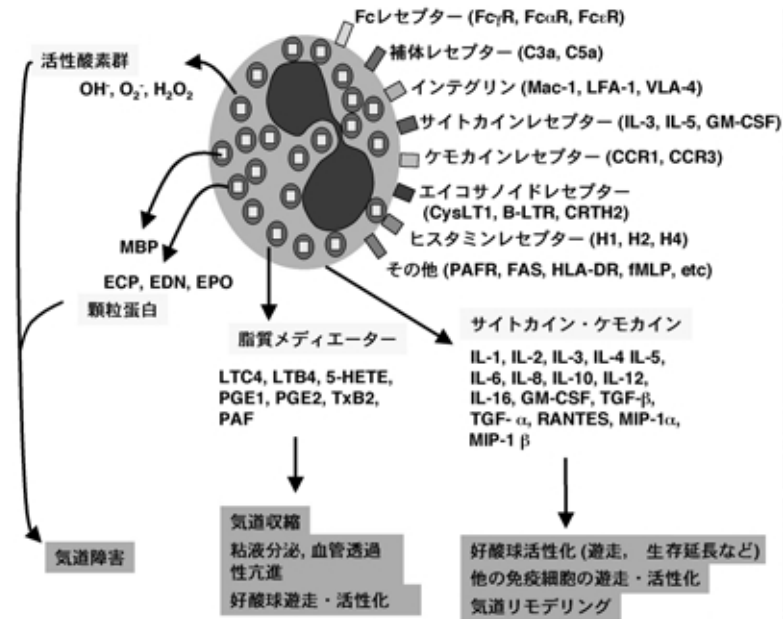 Fcレセプター (FcγR, FcαR, FcεR)
補体レセプター (C3a, C5a)
インテグリン (Mac-1, LFA-1, VLA-4)
サイトカインレセプター (IL-3, IL-5, GM-CSF)
ケモカインレセプター (CCR1, CCR3)
エイコサノイドレセプター
(CysLT1, B-LTR, CRTH2)
ヒスタミンレセプター (H1, H2, H4)
その他 (PAFR, FAS, HLA-DR, fMLP, etc)
活性酸素群
OH⁻, O₂⁻, H₂O₂
MBP
ECP, EDN, EPO
顆粒蛋白
気道障害
脂質メディエーター
LTC4, LTB4, 5-HETE,
PGE1, PGE2, TxB2,
PAF
気道収縮
粘液分泌, 血管透過
性亢進
好酸球遊走・活性化
サイトカイン・ケモカイン
IL-1, IL-2, IL-3, IL-4 IL-5,
IL-6, IL-8, IL-10, IL-12,
IL-16, GM-CSF, TGF-β,
TGF- α, RANTES, MIP-1α,
MIP-1 β
好酸球活性化 (遊走, 生存延長など)
他の免疫細胞の遊走・活性化
気道リモデリング